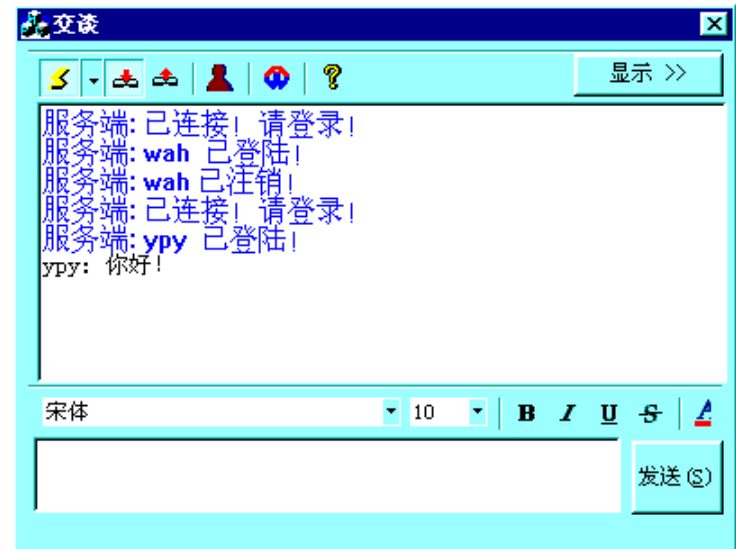 交谈
显示 >>
服务端: 已连接! 请登录!
服务端: wah 已登陆!
服务端: wah 已注销!
服务端: 已连接! 请登录!
服务端: ypy 已登陆!
ypy: 你好!
宋体 10 B I U S A
发送(S)